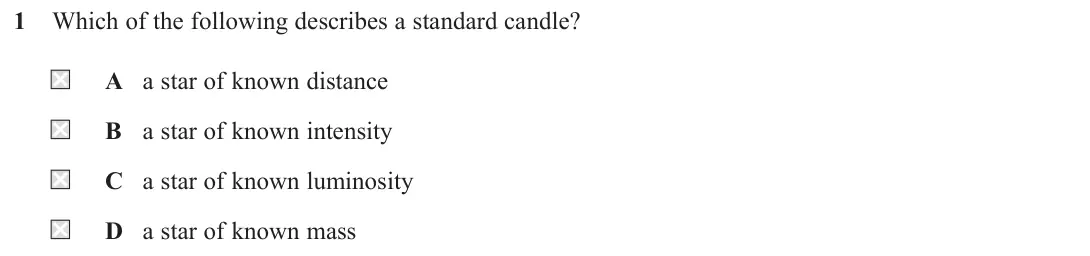 1 Which of the following describes a standard candle?
A a star of known distance
B a star of known intensity
C a star of known luminosity
D a star of known mass